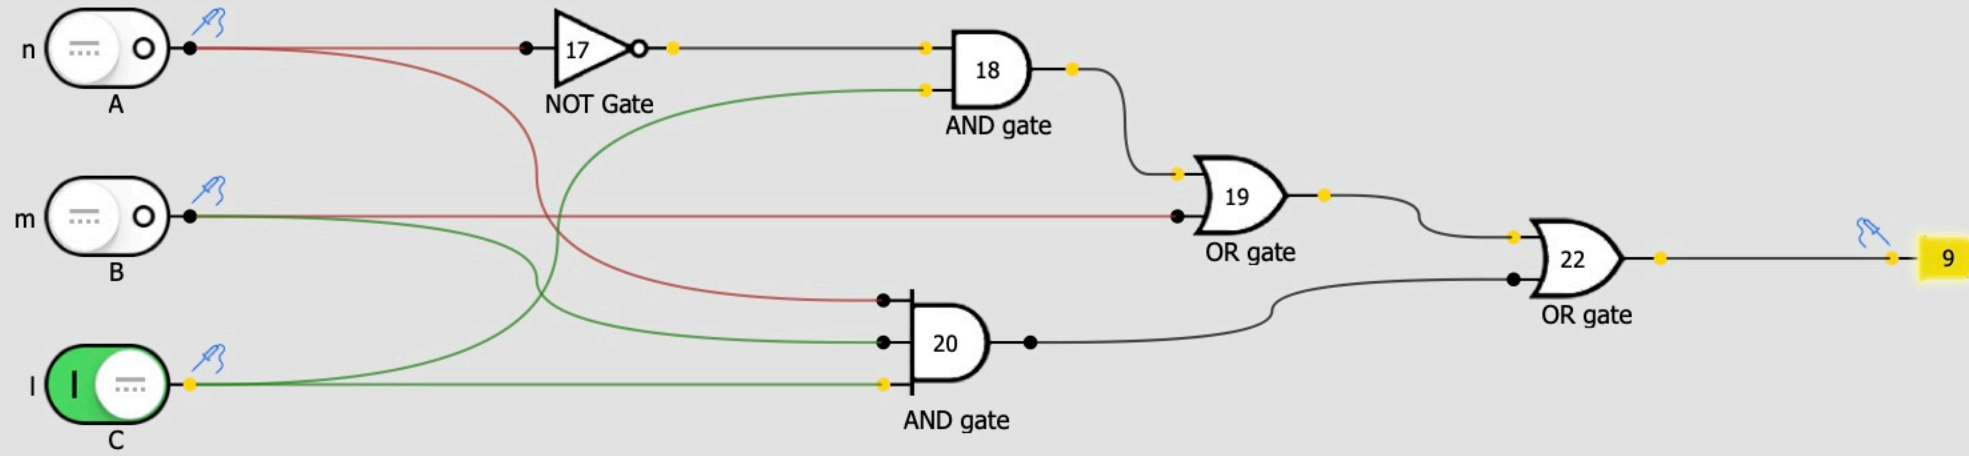 n
A
17
NOT Gate
18
AND gate
m
B
19
OR gate
22
OR gate
9
l
C
20
AND gate